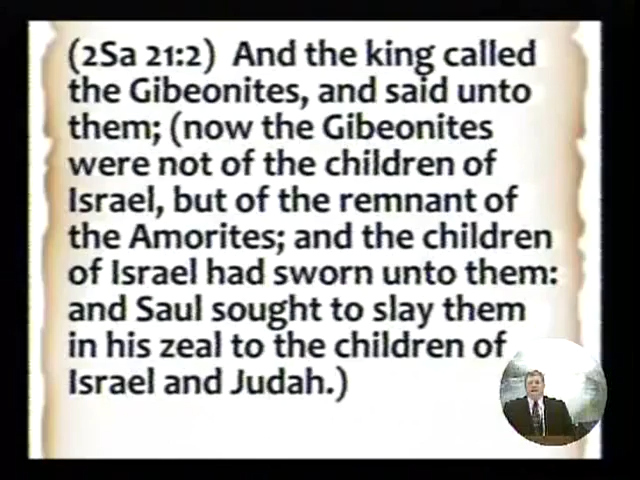 (2Sa 21:2) And the king called
the Gibeonites, and said unto
them; (now the Gibeonites
were not of the children of
Israel, but of the remnant of
the Amorites; and the children
of Israel had sworn unto them:
and Saul sought to slay them
in his zeal to the children of
Israel and Judah.)